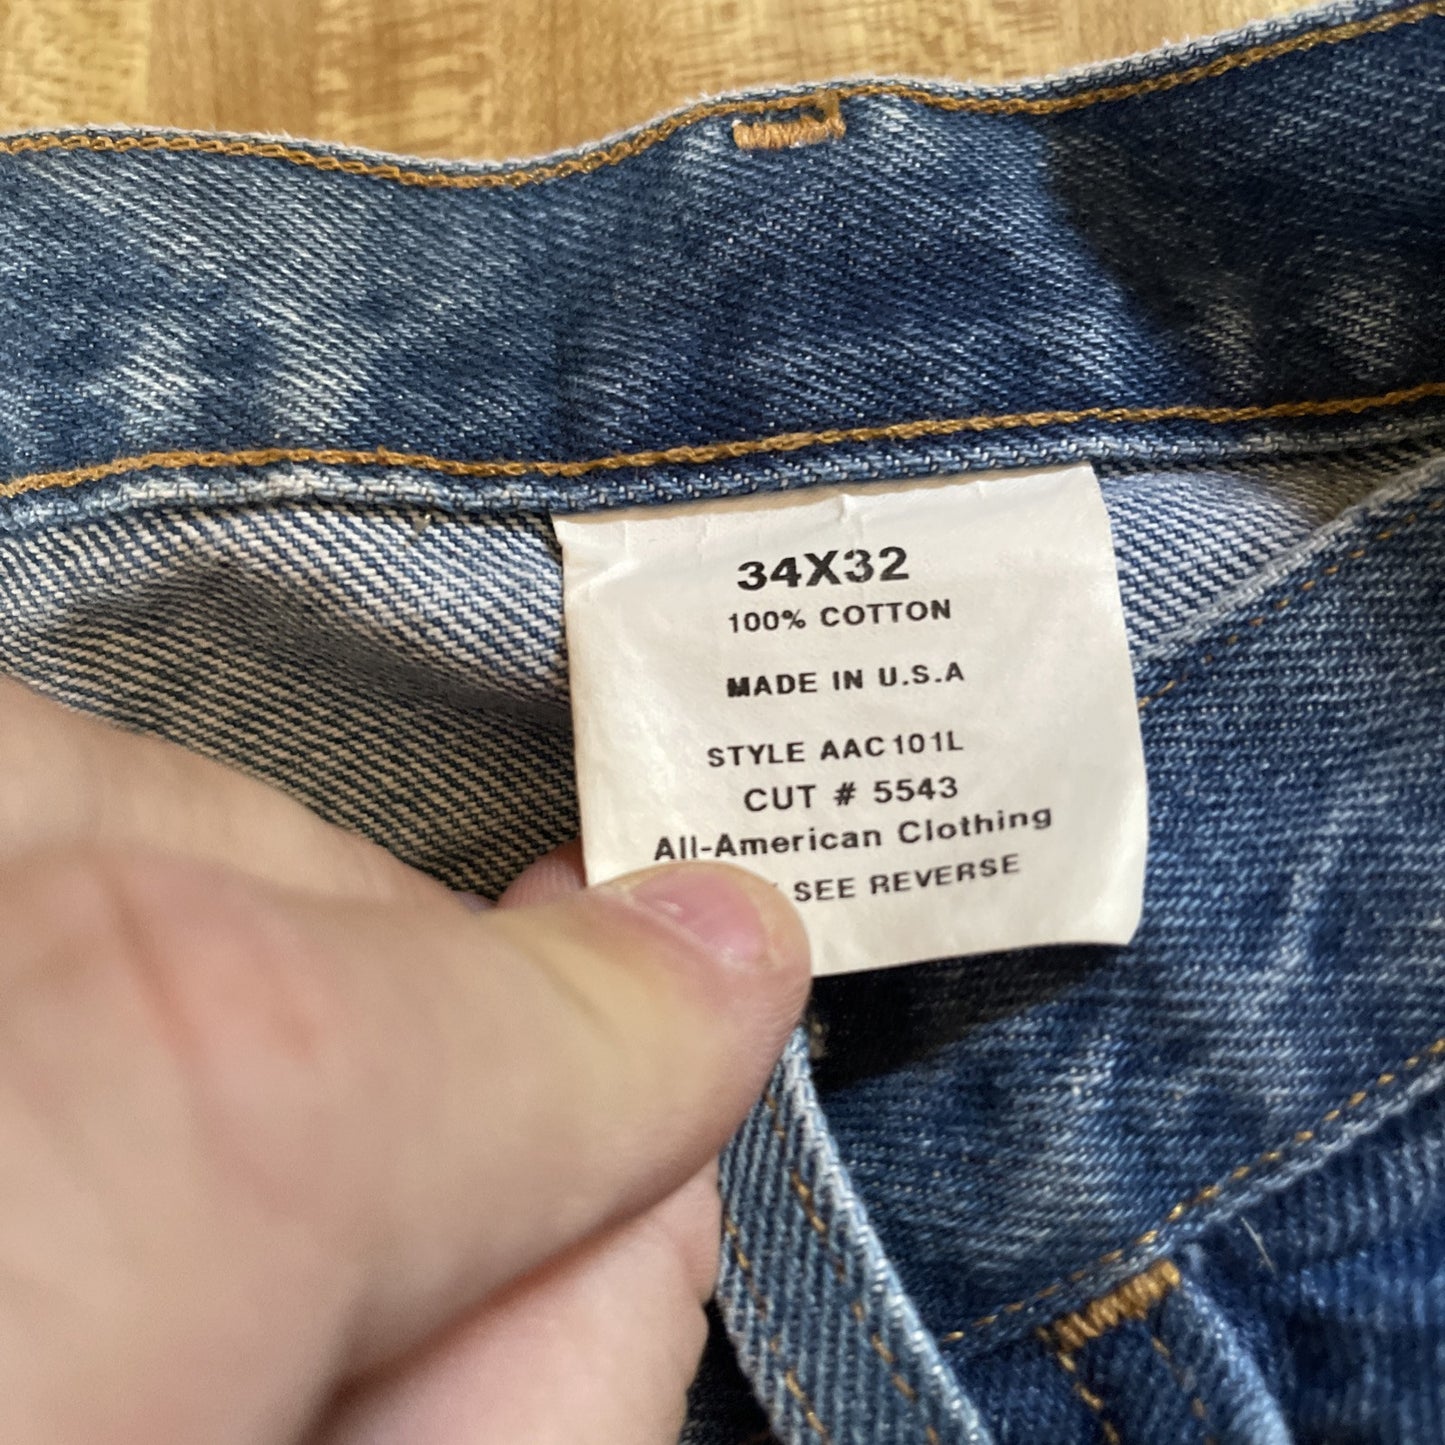 34X32
100% COTTON
MADE IN U.S.A
STYLE AAC101L
CUT # 5543
All-American Clothing
SEE REVERSE